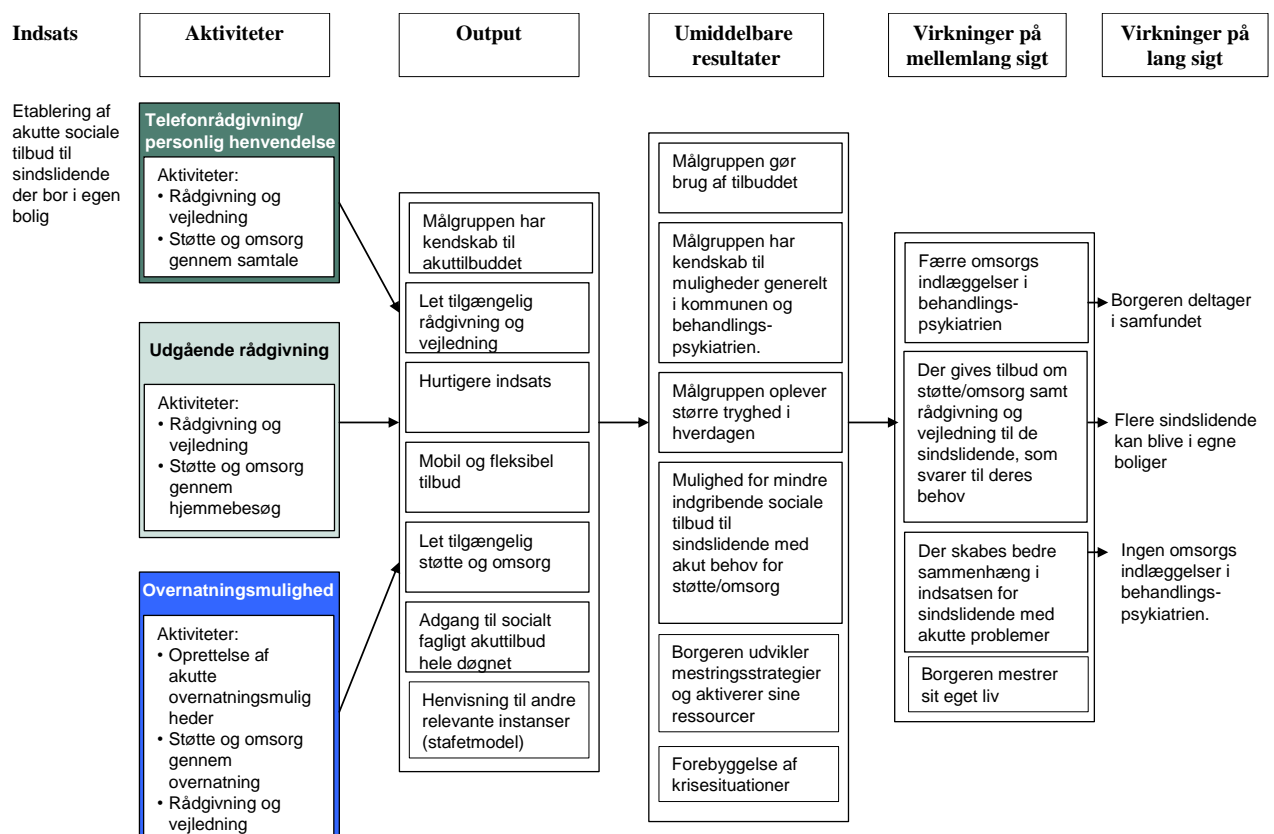 Indsats
Aktiviteter
Output
Umiddelbare
resultater
Virkninger på
mellemlang sigt
Virkninger på
lang sigt
Etablering af
akutte sociale
tilbud til
sindslidende
der bor i egen
bolig
Telefonrådgivning/
personlig henvendelse
Aktiviteter:
• Rådgivning og
vejledning
• Støtte og omsorg
gennem samtale
Udgående rådgivning
Aktiviteter:
• Rådgivning og
vejledning
• Støtte og omsorg
gennem
hjemmebesøg
Overnatningsmulighed
Aktiviteter:
• Oprettelse af
akutte
overnatningsmulig
heder
• Støtte og omsorg
gennem
overnatning
• Rådgivning og
vejledning
Målgruppen har
kendskab til
akuttilbuddet
Let tilgængelig
rådgivning og
vejledning
Hurtigere indsats
Mobil og fleksibel
tilbud
Let tilgængelig
støtte og omsorg
Adgang til socialt
fagligt akuttilbud
hele døgnet
Henvisning til andre
relevante instanser
(stafetmodel)
Målgruppen gør
brug af tilbuddet
Målgruppen har
kendskab til
muligheder generelt
i kommunen og
behandlings-
psykiatrien.
Målgruppen oplever
større tryghed i
hverdagen
Mulighed for mindre
indgribende sociale
tilbud til
sindslidende med
akut behov for
støtte/omsorg
Borgeren udvikler
mestringsstrategier
og aktiverer sine
ressourcer
Forebyggelse af
krisesituationer
Færre omsorgs
indlæggelser i
behandlings-
psykiatrien
Der gives tilbud om
støtte/omsorg samt
rådgivning og
vejledning til de
sindslidende, som
svarer til deres
behov
Der skabes bedre
sammenhæng i
indsatsen for
sindslidende med
akutte problemer
Borgeren mestrer
sit eget liv
Borgeren deltager
i samfundet
Flere sindslidende
kan blive i egne
boliger
Ingen omsorgs
indlæggelser i
behandlings-
psykiatrien.